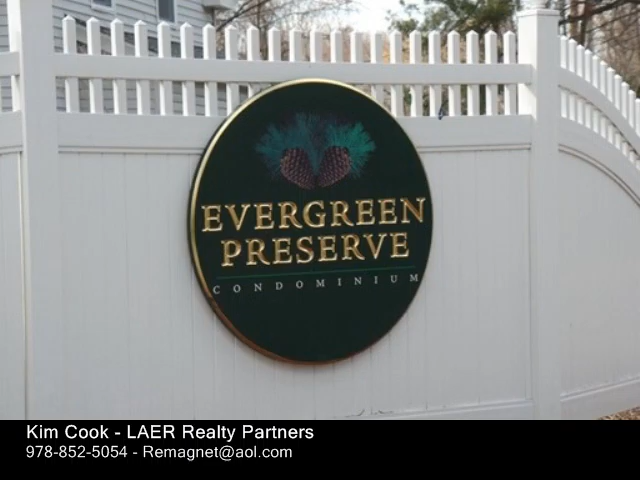 EVERGREEN
PRESERVE
CONDOMINIUM
Kim Cook - LAER Realty Partners
978-852-5054 - Remagnet@aol.com